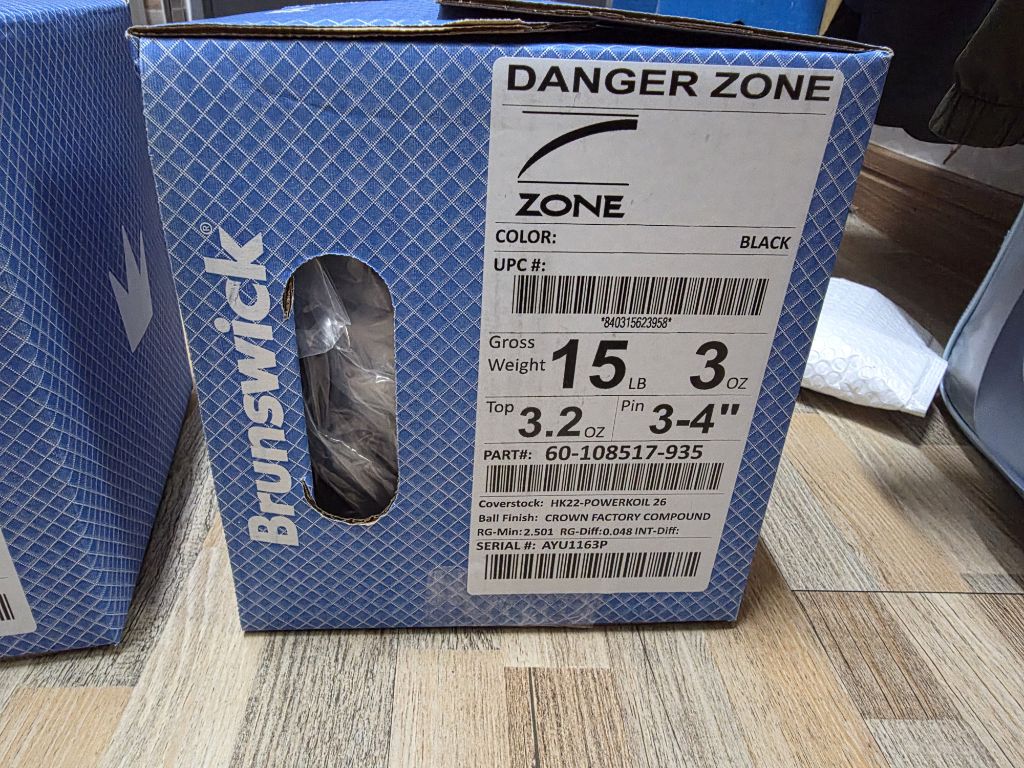 Brunswick®
DANGER ZONE
ZONE
COLOR: BLACK
UPC #:
*840315623958*
Gross Weight 15 LB 3 OZ
Top 3.2 OZ Pin 3-4"
PART#: 60-108517-935
Coverstock: HK22-POWERKOIL 26
Ball Finish: CROWN FACTORY COMPOUND
RG-Min: 2.501 RG-Diff: 0.048 INT-Diff:
SERIAL #: AYU1163P